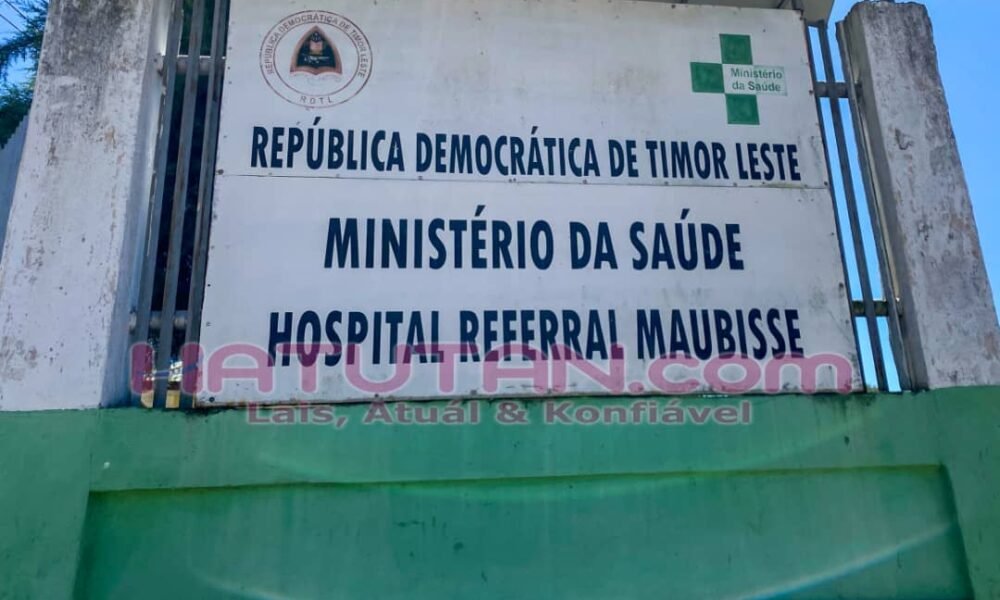 REPÚBLICA DEMOCRÁTICA DE TIMOR LESTE
RDTL
Ministério
da Saúde
REPÚBLICA DEMOCRÁTICA DE TIMOR LESTE
MINISTÉRIO DA SAÚDE
HOSPITAL REFERRAL MAUBISSE
HATUTAN.com
Lais, Atuál & Konfiável